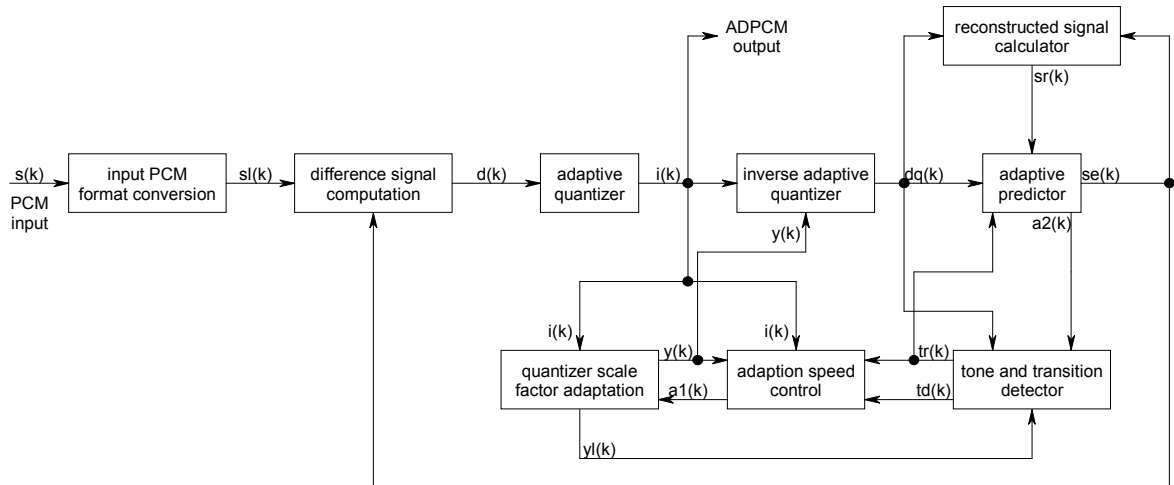 ADPCM
output
reconstructed signal
calculator
sr(k)
s(k)
PCM
input
input PCM
format conversion
sl(k)
difference signal
computation
d(k)
adaptive
quantizer
i(k)
inverse adaptive
quantizer
dq(k)
adaptive
predictor
se(k)
y(k)
a2(k)
i(k)
i(k)
quantizer scale
factor adaptation
y(k)
a1(k)
adaption speed
control
tr(k)
td(k)
tone and transition
detector
yl(k)